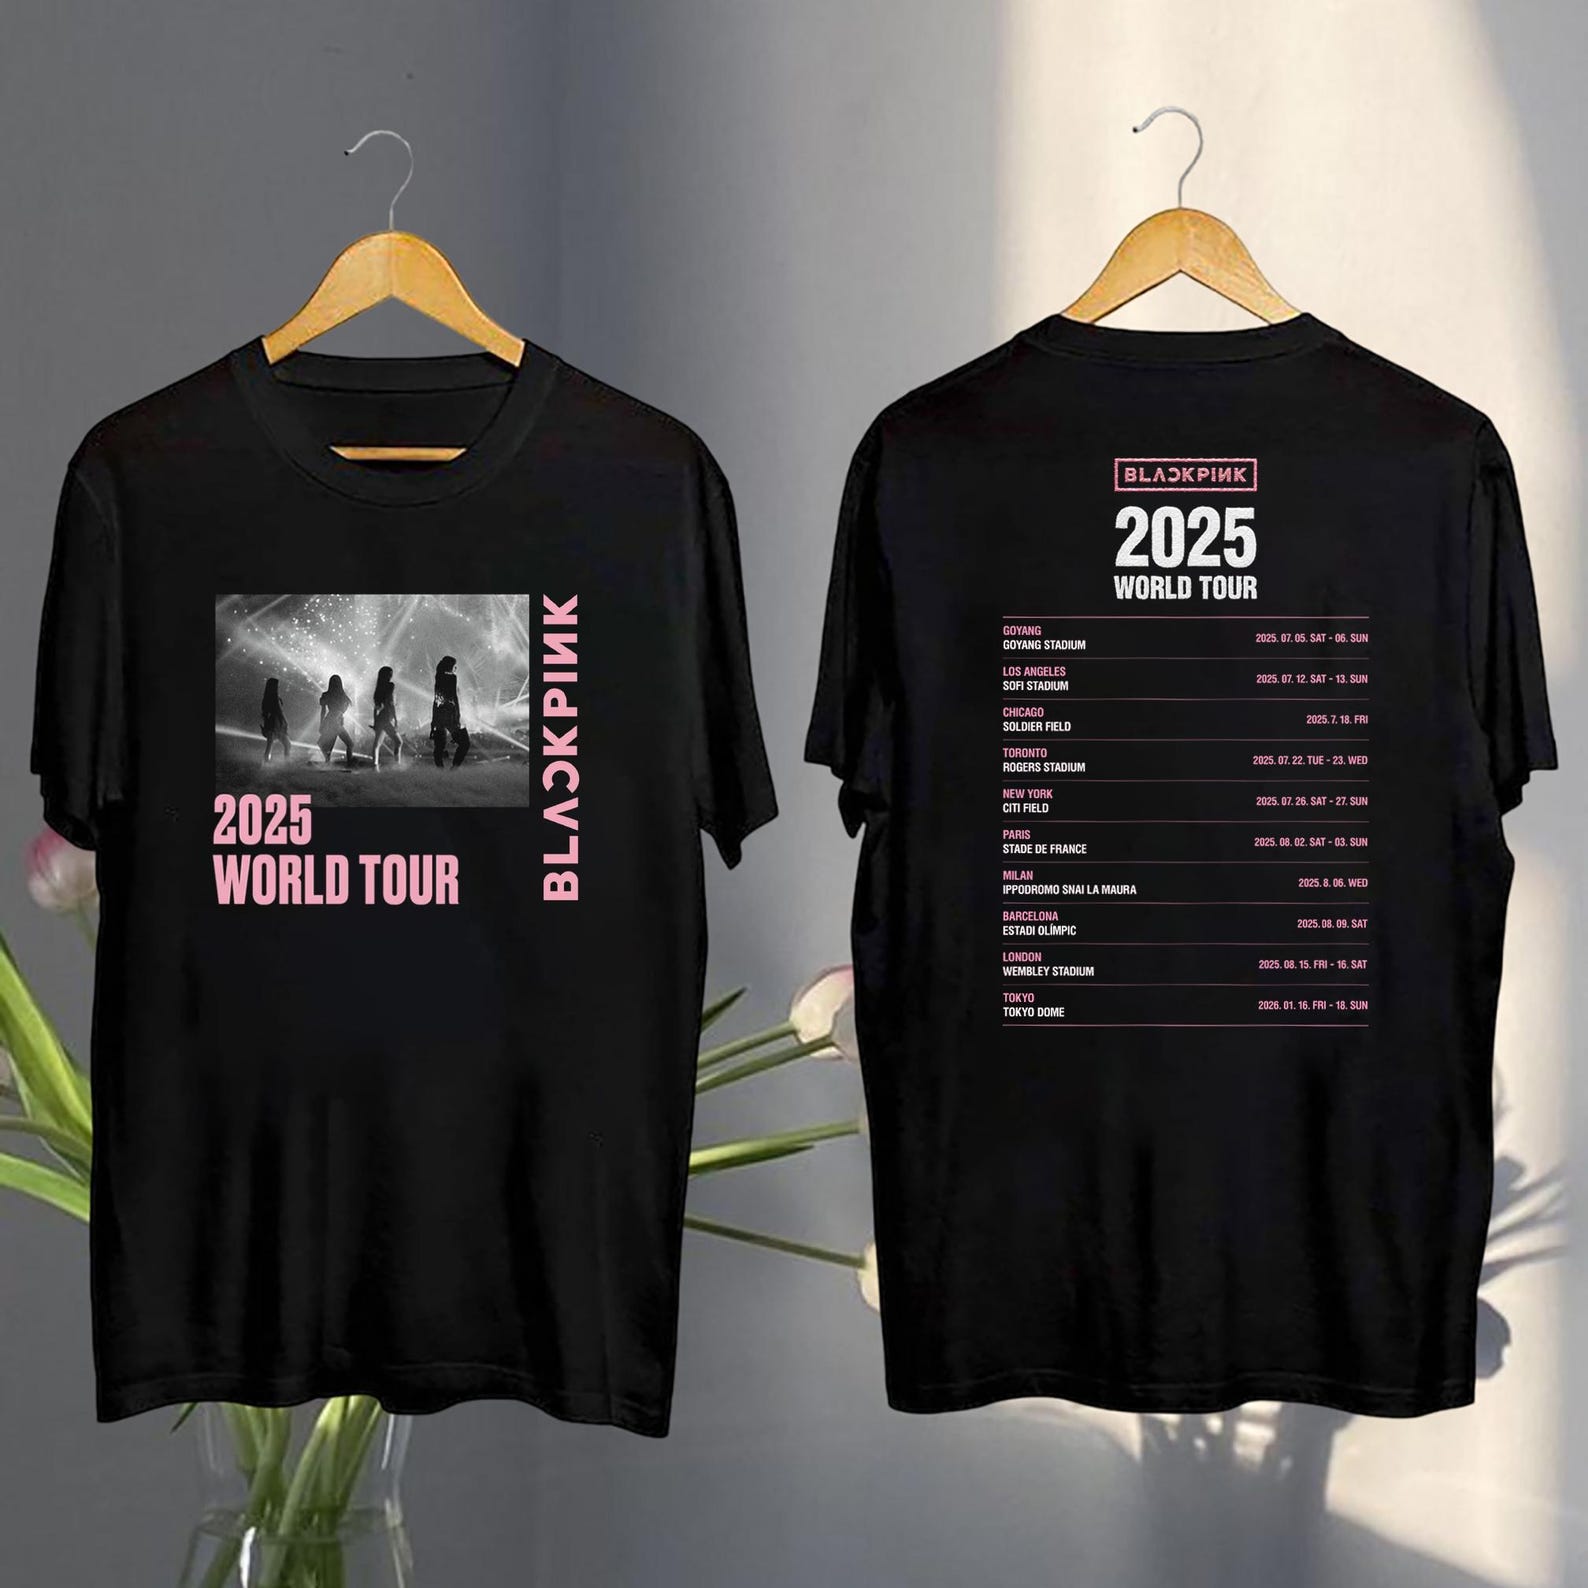 2025
WORLD TOUR
BLɅƆKPIИK
BLɅƆKPIИK
2025
WORLD TOUR
GOYANG
GOYANG STADIUM
2025. 07. 05. SAT - 06. SUN
LOS ANGELES
SOFI STADIUM
2025. 07. 12. SAT - 13. SUN
CHICAGO
SOLDIER FIELD
2025. 7. 18. FRI
TORONTO
ROGERS STADIUM
2025. 07. 22. TUE - 23. WED
NEW YORK
CITI FIELD
2025. 07. 26. SAT - 27. SUN
PARIS
STADE DE FRANCE
2025. 08. 02. SAT - 03. SUN
MILAN
IPPODROMO SNAI LA MAURA
2025. 8. 06. WED
BARCELONA
ESTADI OLÍMPIC
2025. 08. 09. SAT
LONDON
WEMBLEY STADIUM
2025. 08. 15. FRI - 16. SAT
TOKYO
TOKYO DOME
2026. 01. 16. FRI - 18. SUN